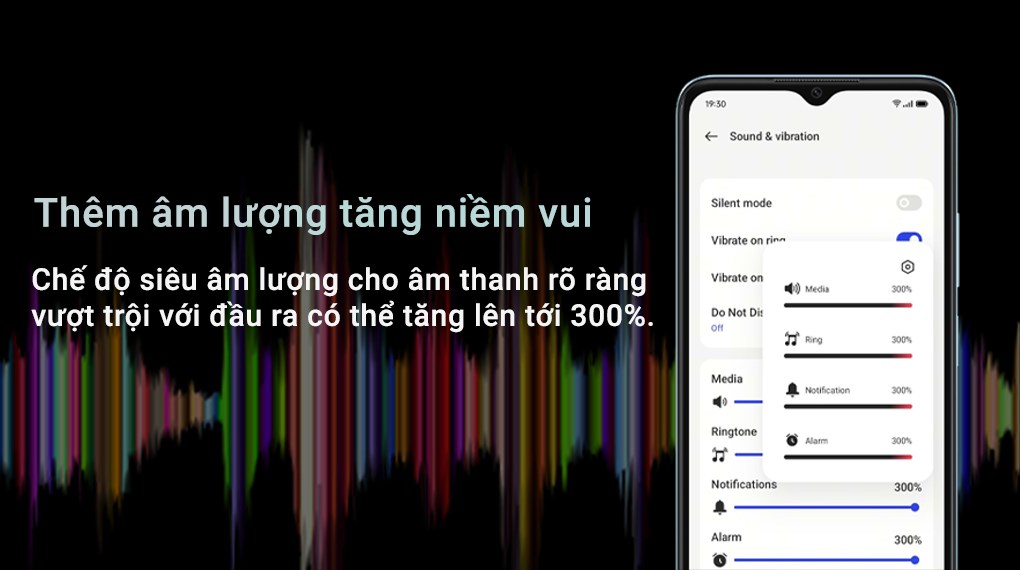 Thêm âm lượng tăng niềm vui
Chế độ siêu âm lượng cho âm thanh rõ ràng
vượt trội với đầu ra có thể tăng lên tới 300%.
19:30
Sound & vibration
Silent mode
Vibrate on ring
Vibrate on
Do Not Dis
Off
Media 300%
Ring 300%
Notification 300%
Alarm 300%
Media
Ringtone
Notifications 300%
Alarm 300%